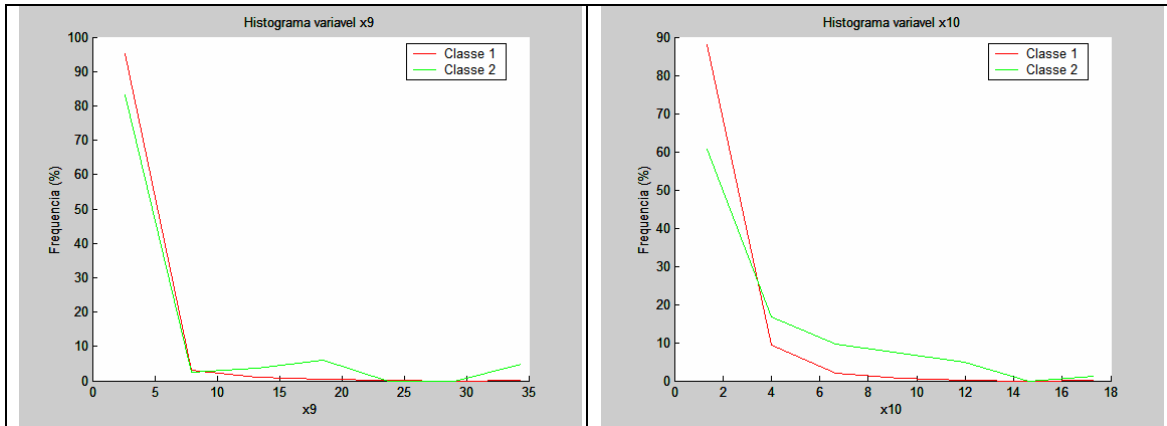 Histograma variavel x9
100
90
80
70
60
50
40
30
20
10
0
Frequencia (%)
Classe 1
Classe 2
0 5 10 15 20 25 30 35
x9
Histograma variavel x10
90
80
70
60
50
40
30
20
10
0
Frequencia (%)
Classe 1
Classe 2
0 2 4 6 8 10 12 14 16 18
x10